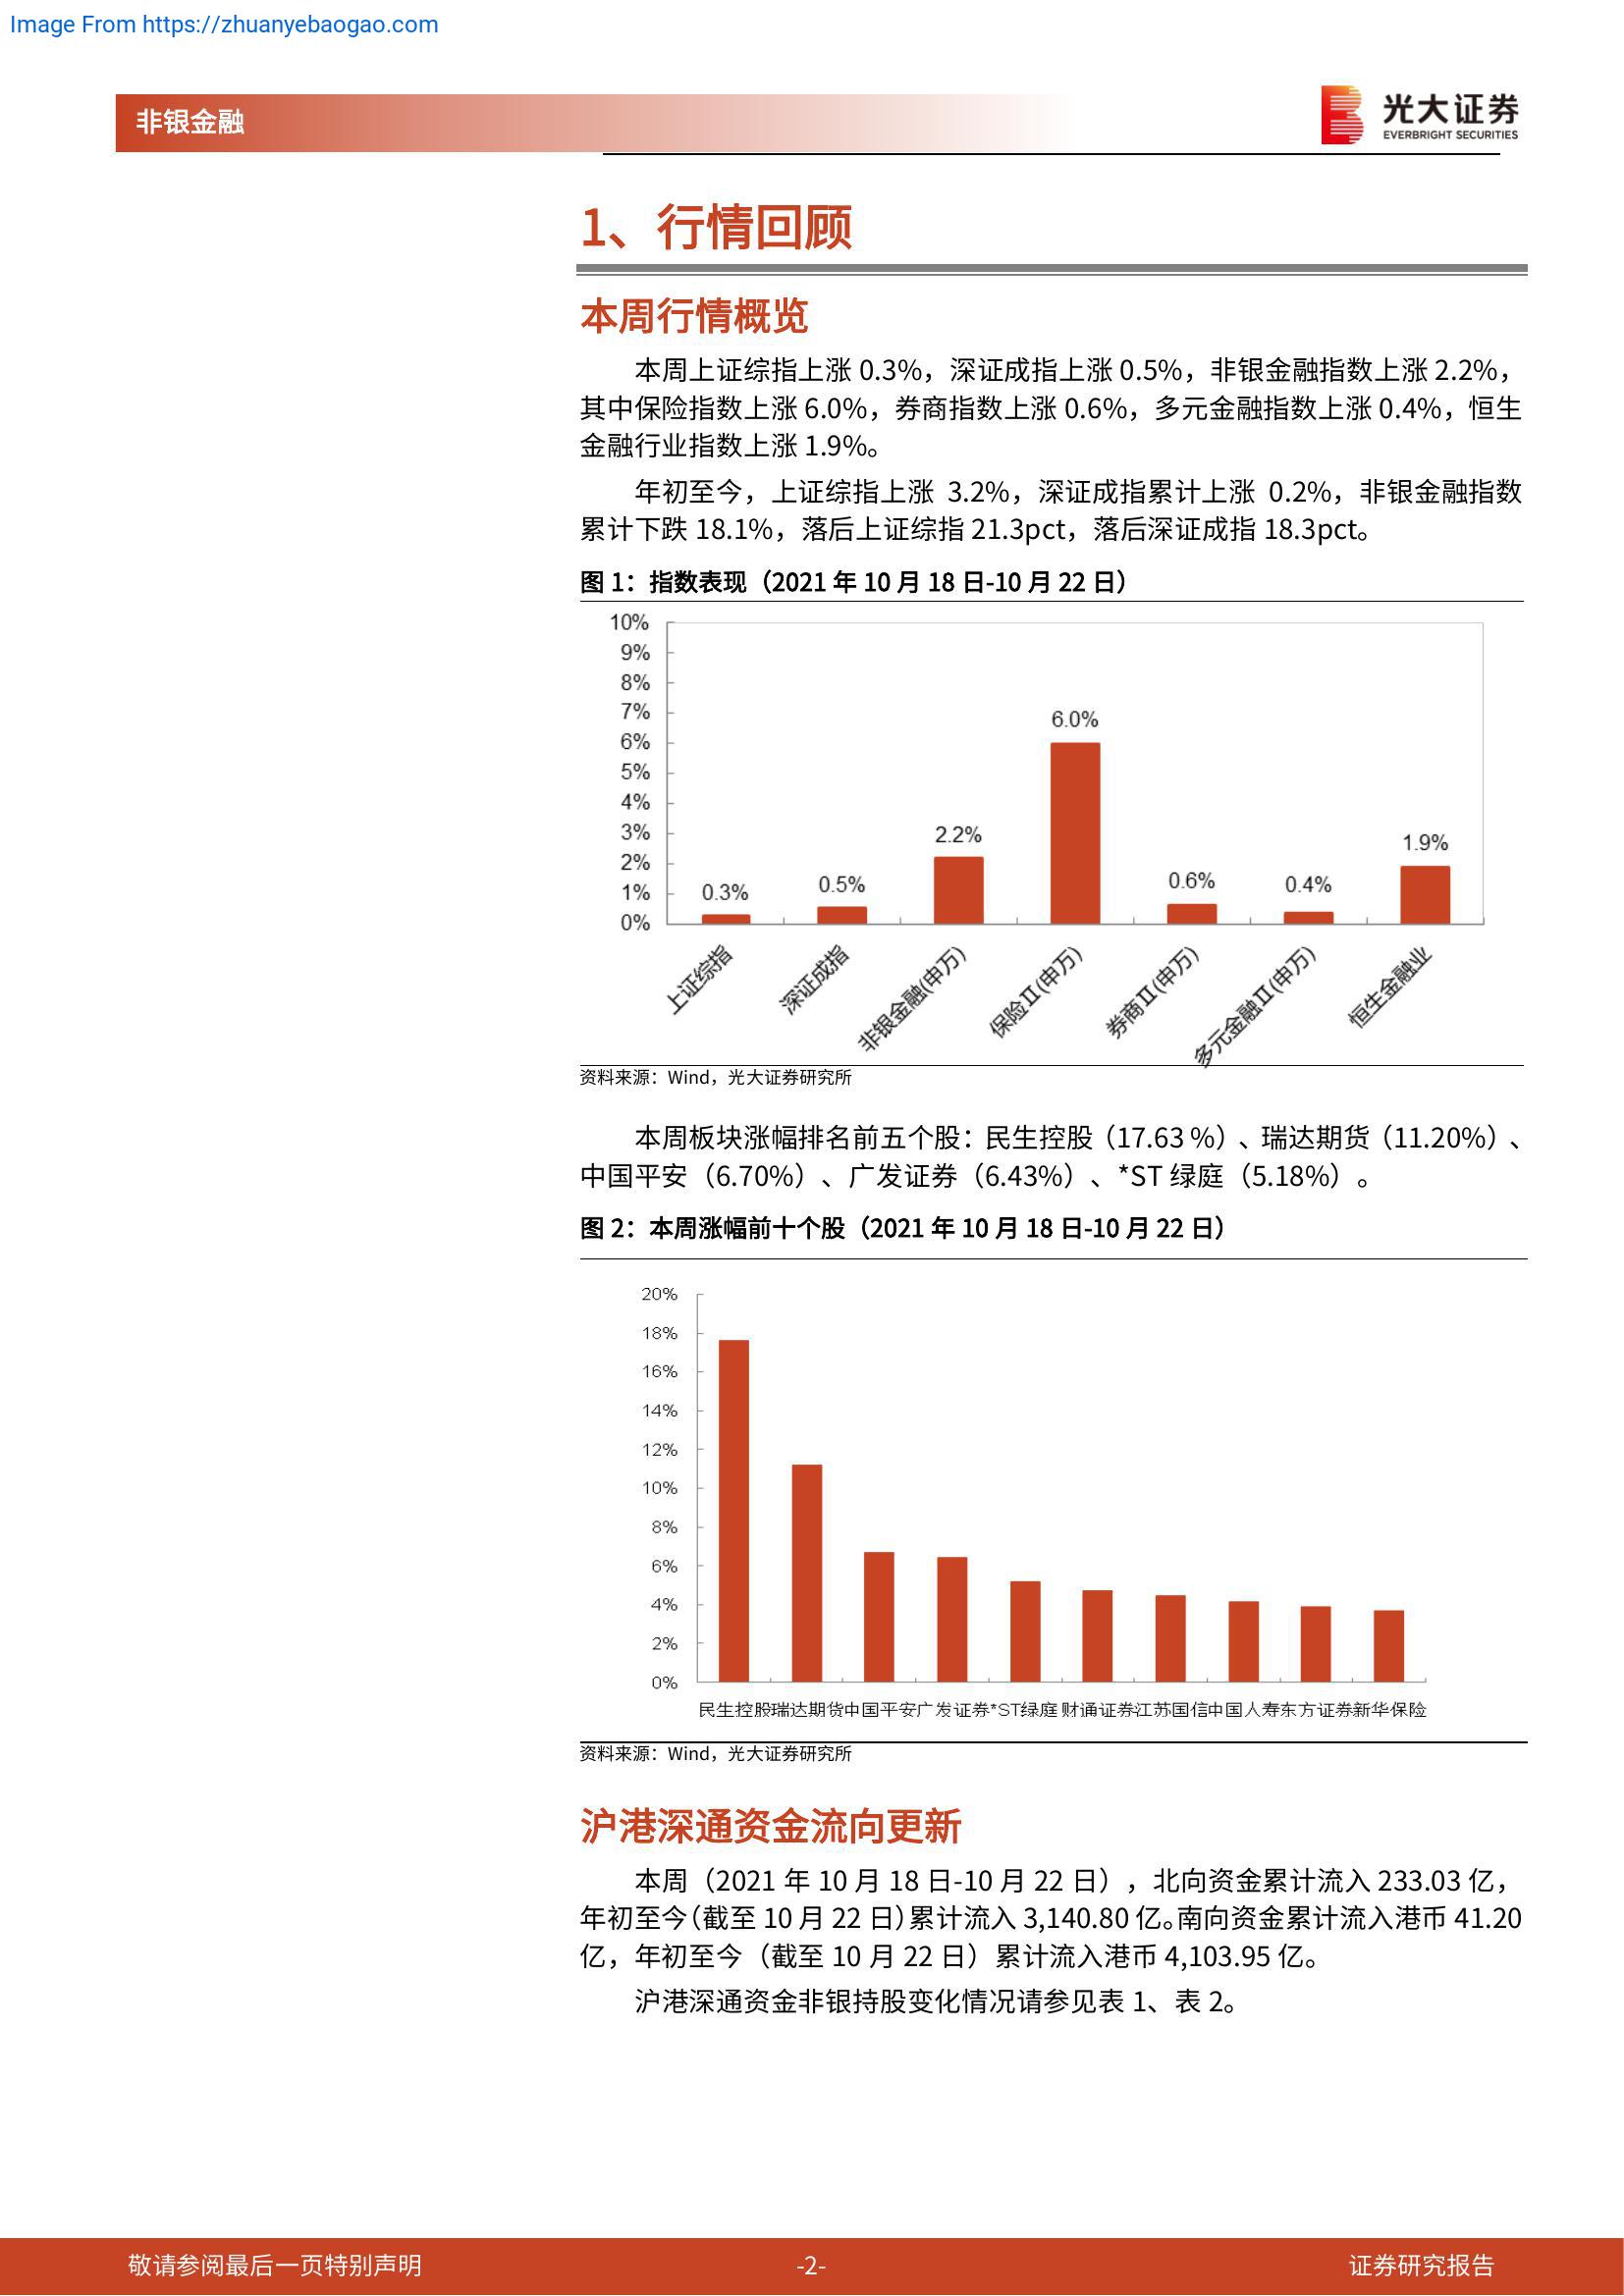 Image From https://zhuanyebaogao.com
非银金融
光大证券
EVERBRIGHT SECURITIES
1、行情回顾
本周行情概览
本周上证综指上涨 0.3%，深证成指上涨 0.5%，非银金融指数上涨 2.2%，
其中保险指数上涨 6.0%，券商指数上涨 0.6%，多元金融指数上涨 0.4%，恒生
金融行业指数上涨 1.9%。
年初至今，上证综指上涨 3.2%，深证成指累计上涨 0.2%，非银金融指数
累计下跌 18.1%，落后上证综指 21.3pct，落后深证成指 18.3pct。
图 1：指数表现（2021 年 10 月 18 日-10 月 22 日）
10%
9%
8%
7%
6%
5%
4%
3%
2%
1%
0%
0.3%
0.5%
2.2%
6.0%
0.6%
0.4%
1.9%
上证综指
深证成指
非银金融(申万)
保险Ⅱ(申万)
券商Ⅱ(申万)
多元金融Ⅱ(申万)
恒生金融业
资料来源：Wind，光大证券研究所
本周板块涨幅排名前五个股：民生控股（17.63 %）、瑞达期货（11.20%）、
中国平安（6.70%）、广发证券（6.43%）、*ST 绿庭（5.18%）。
图 2：本周涨幅前十个股（2021 年 10 月 18 日-10 月 22 日）
20%
18%
16%
14%
12%
10%
8%
6%
4%
2%
0%
民生控股瑞达期货中国平安广发证券*ST绿庭 财通证券江苏国信中国人寿东方证券新华保险
资料来源：Wind，光大证券研究所
沪港深通资金流向更新
本周（2021 年 10 月 18 日-10 月 22 日），北向资金累计流入 233.03 亿，
年初至今（截至 10 月 22 日）累计流入 3,140.80 亿。南向资金累计流入港币 41.20
亿，年初至今（截至 10 月 22 日）累计流入港币 4,103.95 亿。
沪港深通资金非银持股变化情况请参见表 1、表 2。
敬请参阅最后一页特别声明
-2-
证券研究报告